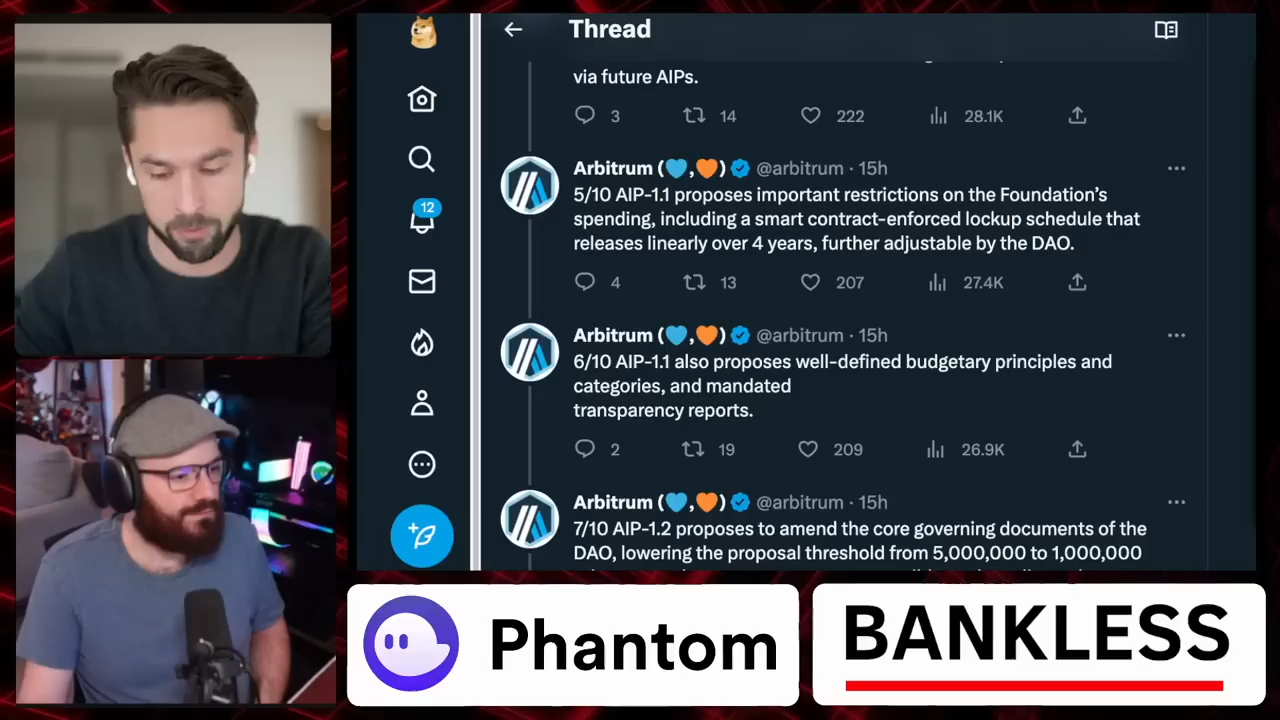 Thread
via future AIPs.
3 14 222 28.1K
Arbitrum (🩵,🧡) @arbitrum · 15h
5/10 AIP-1.1 proposes important restrictions on the Foundation's
spending, including a smart contract-enforced lockup schedule that
releases linearly over 4 years, further adjustable by the DAO.
4 13 207 27.4K
12
Arbitrum (🩵,🧡) @arbitrum · 15h
6/10 AIP-1.1 also proposes well-defined budgetary principles and
categories, and mandated
transparency reports.
2 19 209 26.9K
Arbitrum (🩵,🧡) @arbitrum · 15h
7/10 AIP-1.2 proposes to amend the core governing documents of the
DAO, lowering the proposal threshold from 5,000,000 to 1,000,000
Phantom
BANKLESS